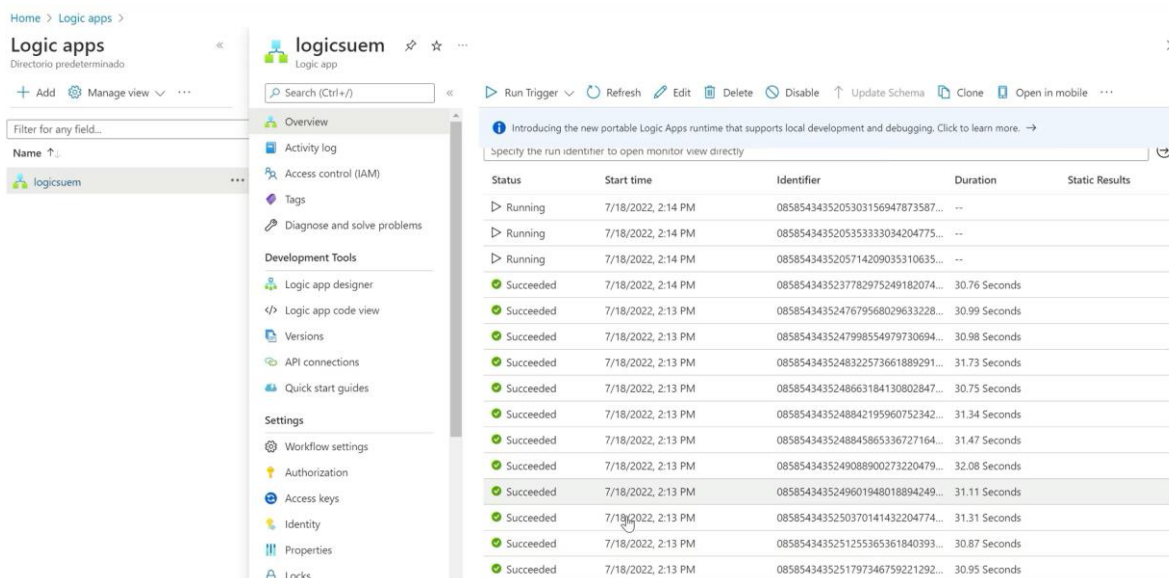 Home > Logic apps >
Logic apps
Directorio predeterminado
+ Add Manage view ...
Filter for any field...
Name ↑↓
logicsuem ...
logicsuem ...
Logic app
Search (Ctrl+/)
Overview
Activity log
Access control (IAM)
Tags
Diagnose and solve problems
Development Tools
Logic app designer
Logic app code view
Versions
API connections
Quick start guides
Settings
Workflow settings
Authorization
Access keys
Identity
Properties
Locks
Run Trigger Refresh Edit Delete Disable Update Schema Clone Open in mobile ...
Introducing the new portable Logic Apps runtime that supports local development and debugging. Click to learn more. →
Specify the run identifier to open monitor view directly
Status Start time Identifier Duration Static Results
Running 7/18/2022, 2:14 PM 08585434352053031569478735​87... --
Running 7/18/2022, 2:14 PM 0858543435205353333034204775... --
Running 7/18/2022, 2:14 PM 0858543435205714209035310635... --
Succeeded 7/18/2022, 2:14 PM 0858543435237782975249182074... 30.76 Seconds
Succeeded 7/18/2022, 2:13 PM 0858543435247679568029633228... 30.99 Seconds
Succeeded 7/18/2022, 2:13 PM 0858543435247998554979730694... 30.98 Seconds
Succeeded 7/18/2022, 2:13 PM 0858543435248322573661889291... 31.73 Seconds
Succeeded 7/18/2022, 2:13 PM 0858543435248663184130802847... 30.75 Seconds
Succeeded 7/18/2022, 2:13 PM 0858543435248842195960752342... 31.34 Seconds
Succeeded 7/18/2022, 2:13 PM 0858543435248845865336727164... 31.47 Seconds
Succeeded 7/18/2022, 2:13 PM 0858543435249088900273220479... 32.08 Seconds
Succeeded 7/18/2022, 2:13 PM 0858543435249601948018894249... 31.11 Seconds
Succeeded 7/18/2022, 2:13 PM 0858543435250370141432204774... 31.31 Seconds
Succeeded 7/18/2022, 2:13 PM 0858543435251255365361840393... 30.87 Seconds
Succeeded 7/18/2022, 2:13 PM 0858543435251797346759221292... 30.95 Seconds